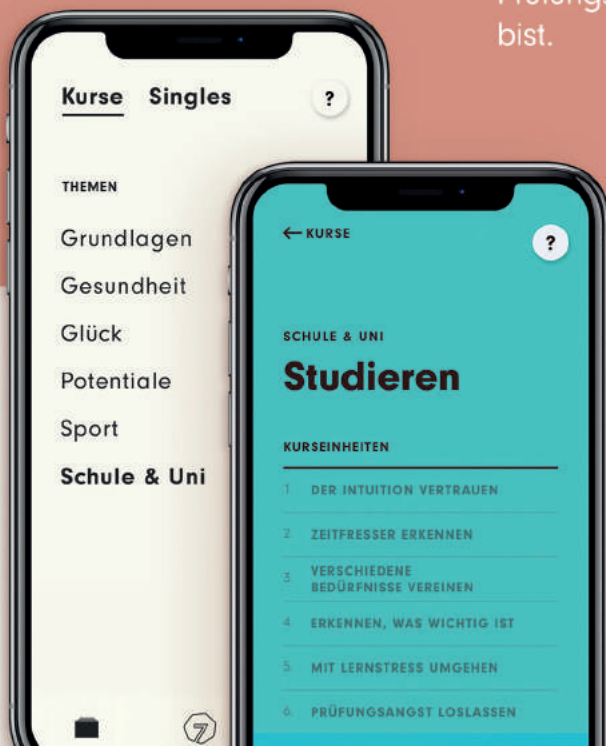 bist.
Kurse Singles ?
THEMEN
Grundlagen
Gesundheit
Glück
Potentiale
Sport
Schule & Uni
7
← KURSE ?
SCHULE & UNI
Studieren
KURSEINHEITEN
1 DER INTUITION VERTRAUEN
2 ZEITFRESSER ERKENNEN
3 VERSCHIEDENE
BEDÜRFNISSE VEREINEN
4 ERKENNEN, WAS WICHTIG IST
5 MIT LERNSTRESS UMGEHEN
6 PRÜFUNGSANGST LOSLASSEN